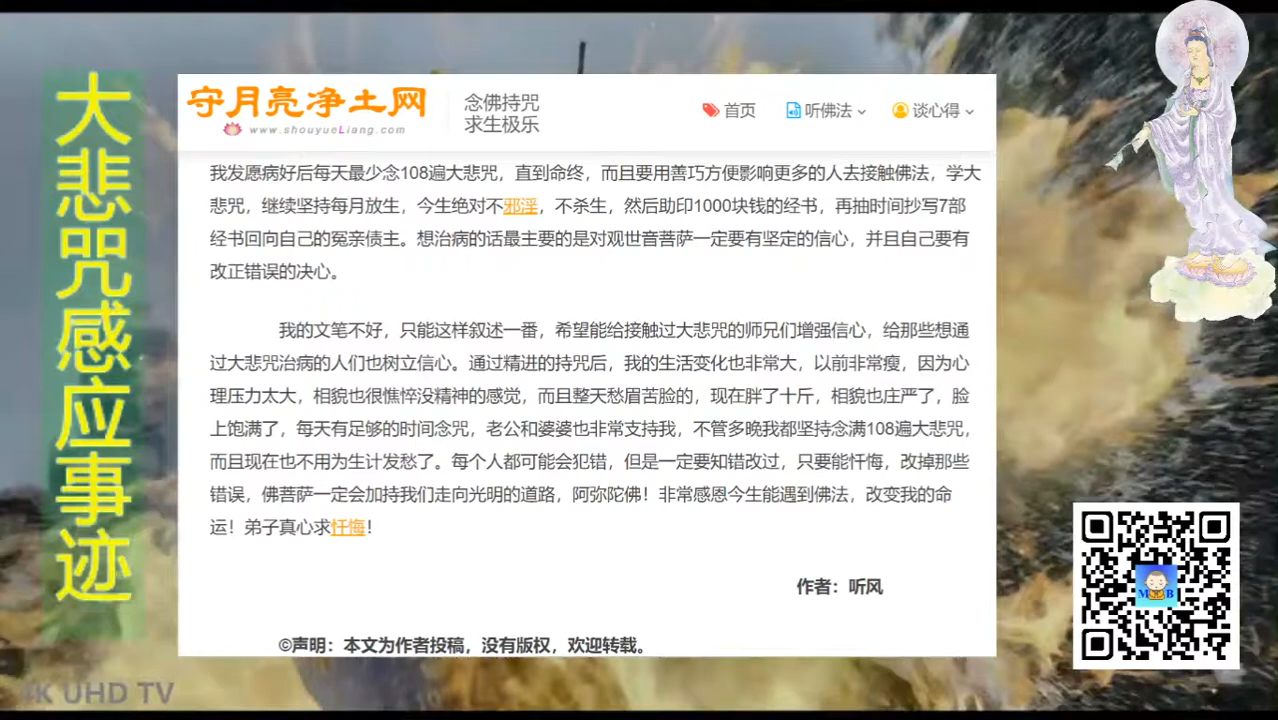 大悲咒感应事迹
守月亮净土网
www.shouyueLiang.com
念佛持咒
求生极乐
首页
听佛法
谈心得
我发愿病好后每天最少念108遍大悲咒，直到命终，而且要用善巧方便影响更多的人去接触佛法，学大
悲咒，继续坚持每月放生，今生绝对不邪淫，不杀生，然后助印1000块钱的经书，再抽时间抄写7部
经书回向自己的冤亲债主。想治病的话最主要的是对观世音菩萨一定要有坚定的信心，并且自己要有
改正错误的决心。
我的文笔不好，只能这样叙述一番，希望能给接触过大悲咒的师兄们增强信心，给那些想通
过大悲咒治病的人们也树立信心。通过精进的持咒后，我的生活变化也非常大，以前非常瘦，因为心
理压力太大，相貌也很憔悴没精神的感觉，而且整天愁眉苦脸的，现在胖了十斤，相貌也庄严了，脸
上饱满了，每天有足够的时间念咒，老公和婆婆也非常支持我，不管多晚我都坚持念满108遍大悲咒，
而且现在也不用为生计发愁了。每个人都可能会犯错，但是一定要知错改过，只要能忏悔，改掉那些
错误，佛菩萨一定会加持我们走向光明的道路，阿弥陀佛！非常感恩今生能遇到佛法，改变我的命
运！弟子真心求忏悔！
作者：听风
©声明：本文为作者投稿，没有版权，欢迎转载。
MB
4K UHD TV